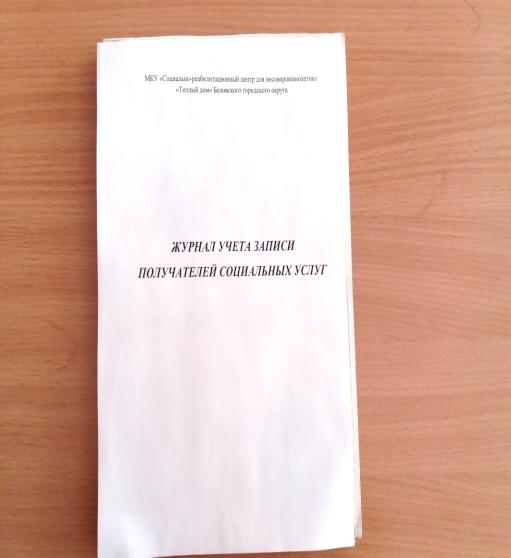 МКУ «Социально-реабилитационный центр для несовершеннолетних
«Теплый дом» Беловского городского округа
ЖУРНАЛ УЧЕТА ЗАПИСИ
ПОЛУЧАТЕЛЕЙ СОЦИАЛЬНЫХ УСЛУГ